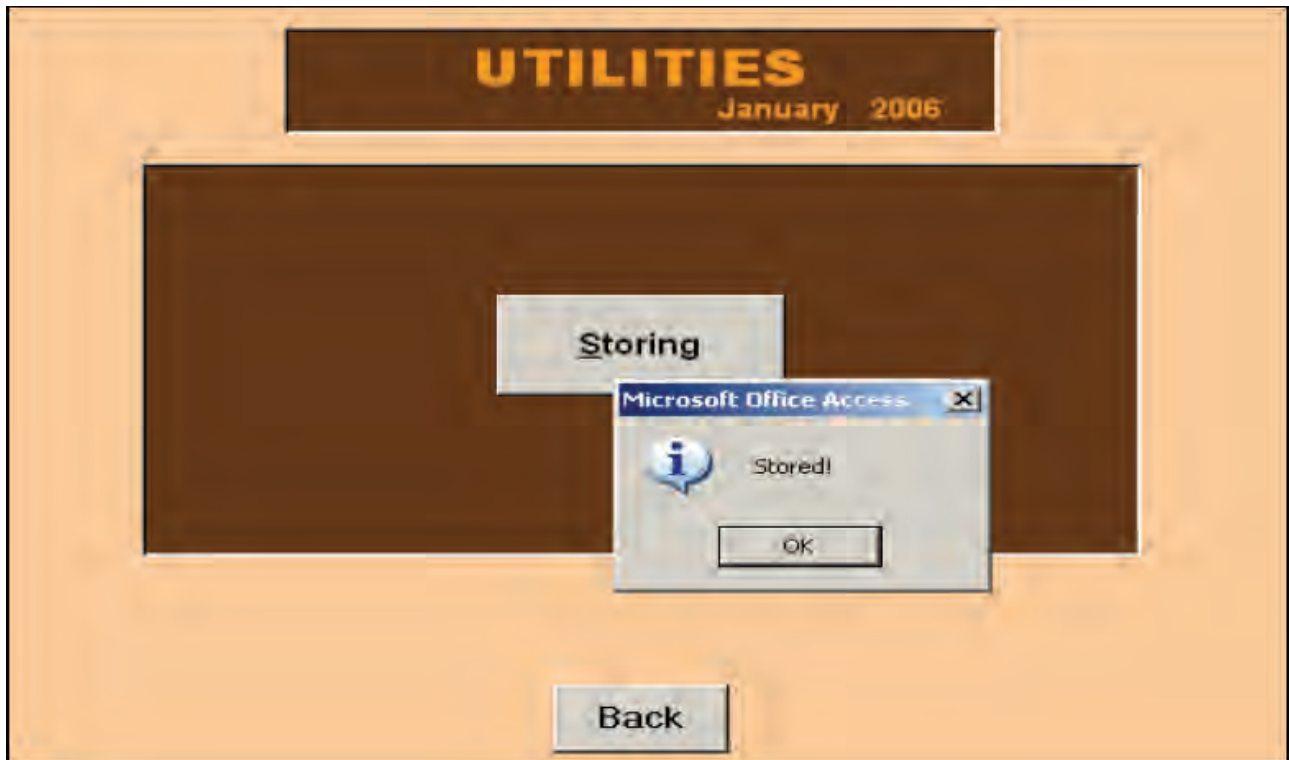 UTILITIES
January 2006
Storing
Microsoft Office Access
Stored!
OK
Back